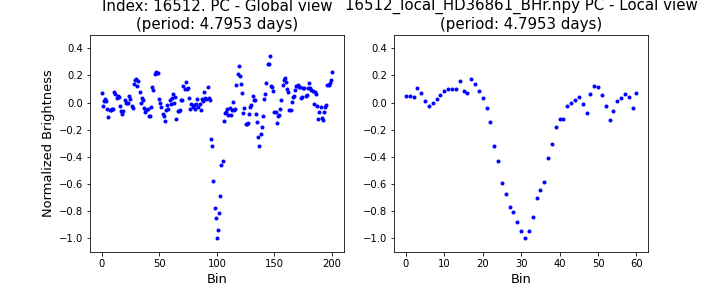 Index: 16512. PC - Global view
(period: 4.7953 days)
16512_local_HD36861_BHr.npy PC - Local view
(period: 4.7953 days)
Normalized Brightness
0.4
0.2
0.0
−0.2
−0.4
−0.6
−0.8
−1.0
0 50 100 150 200
Bin
0.4
0.2
0.0
−0.2
−0.4
−0.6
−0.8
−1.0
0 10 20 30 40 50 60
Bin